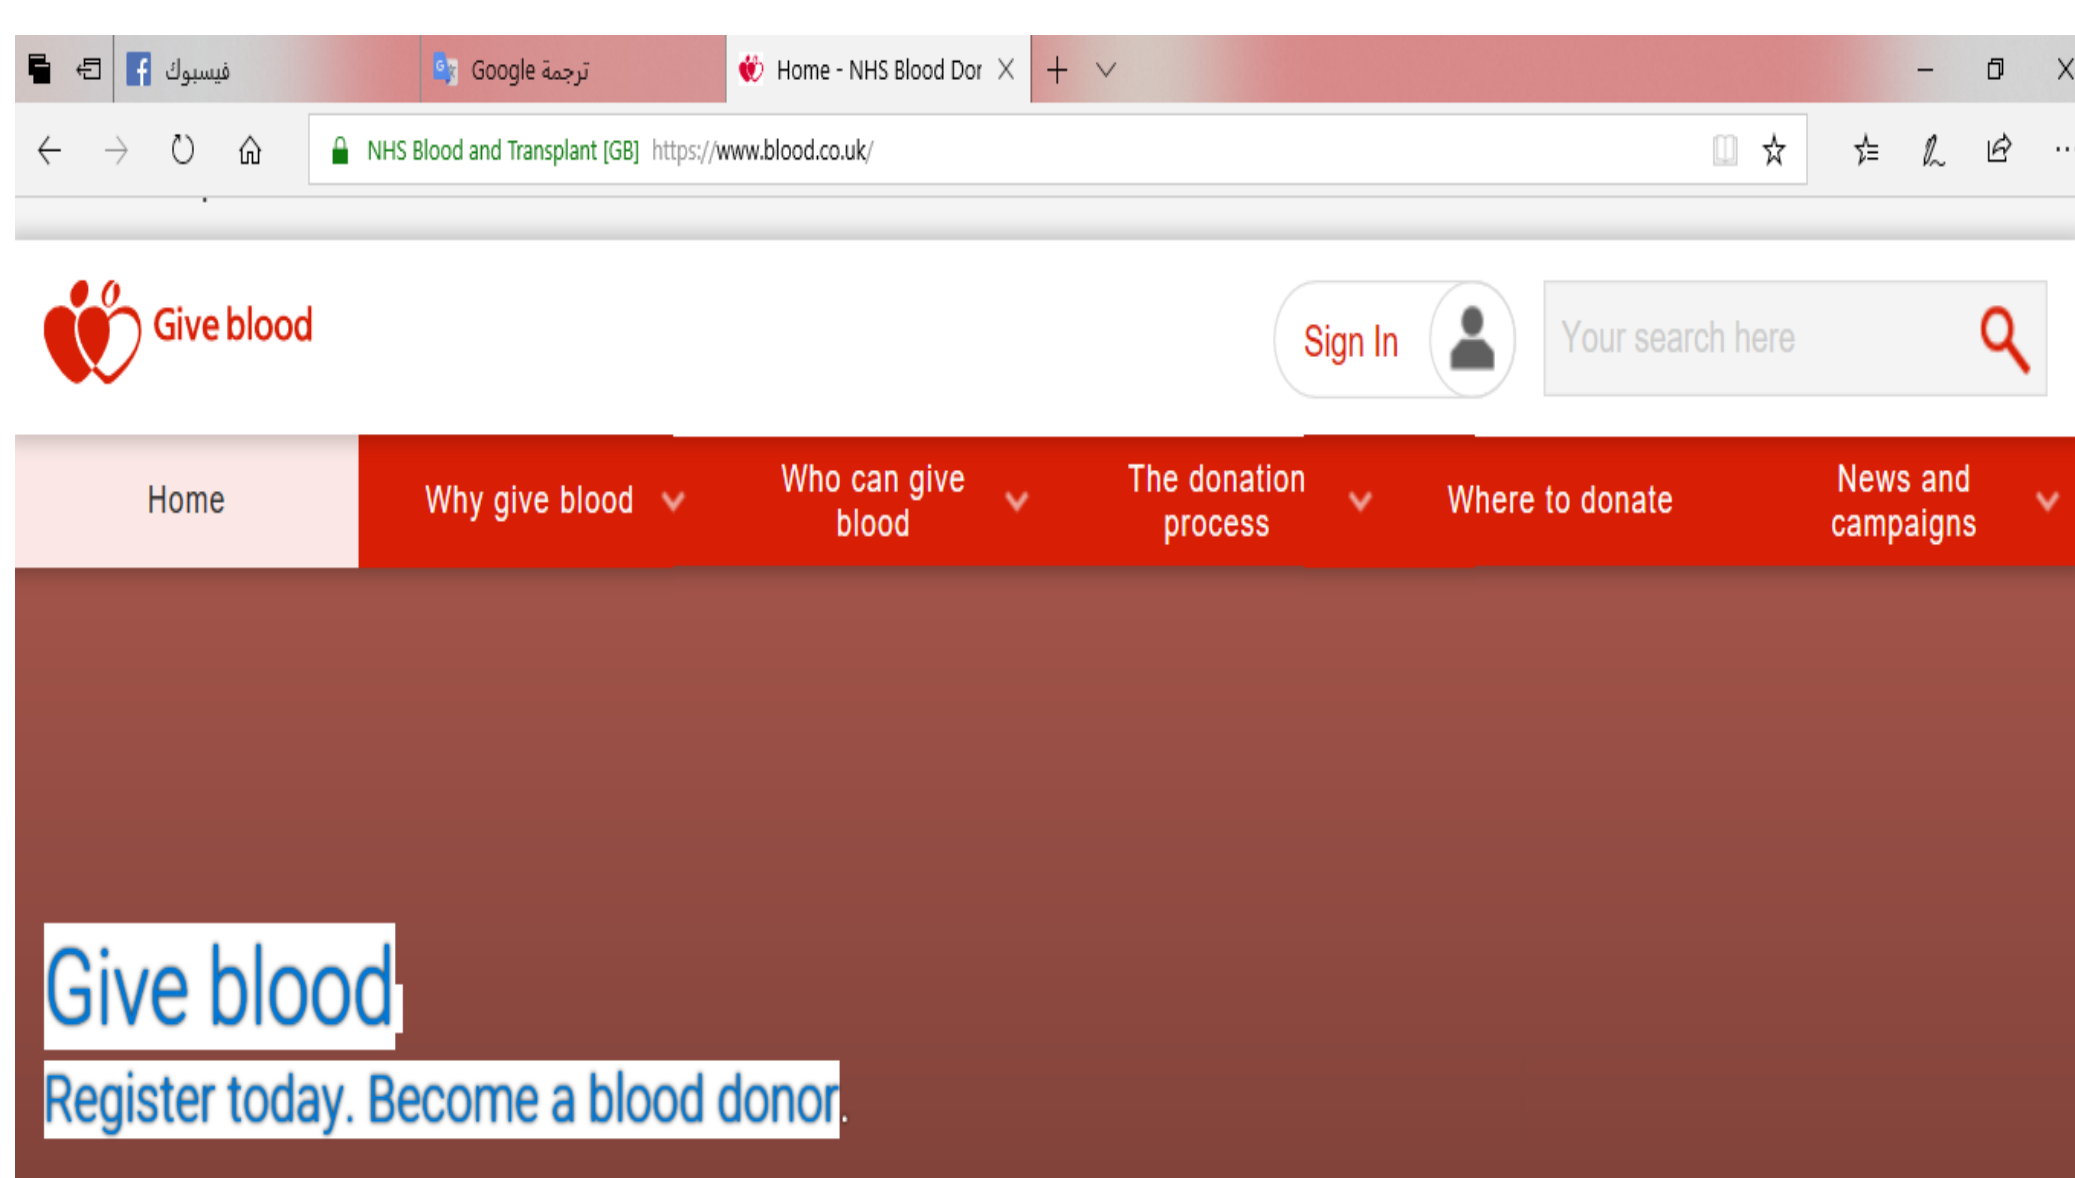 فيسبوك
ترجمة Google
Home - NHS Blood Dor
NHS Blood and Transplant [GB] https://www.blood.co.uk/
Give blood
Sign In
Your search here
Home
Why give blood
Who can give
blood
The donation
process
Where to donate
News and
campaigns
Give blood
Register today. Become a blood donor.